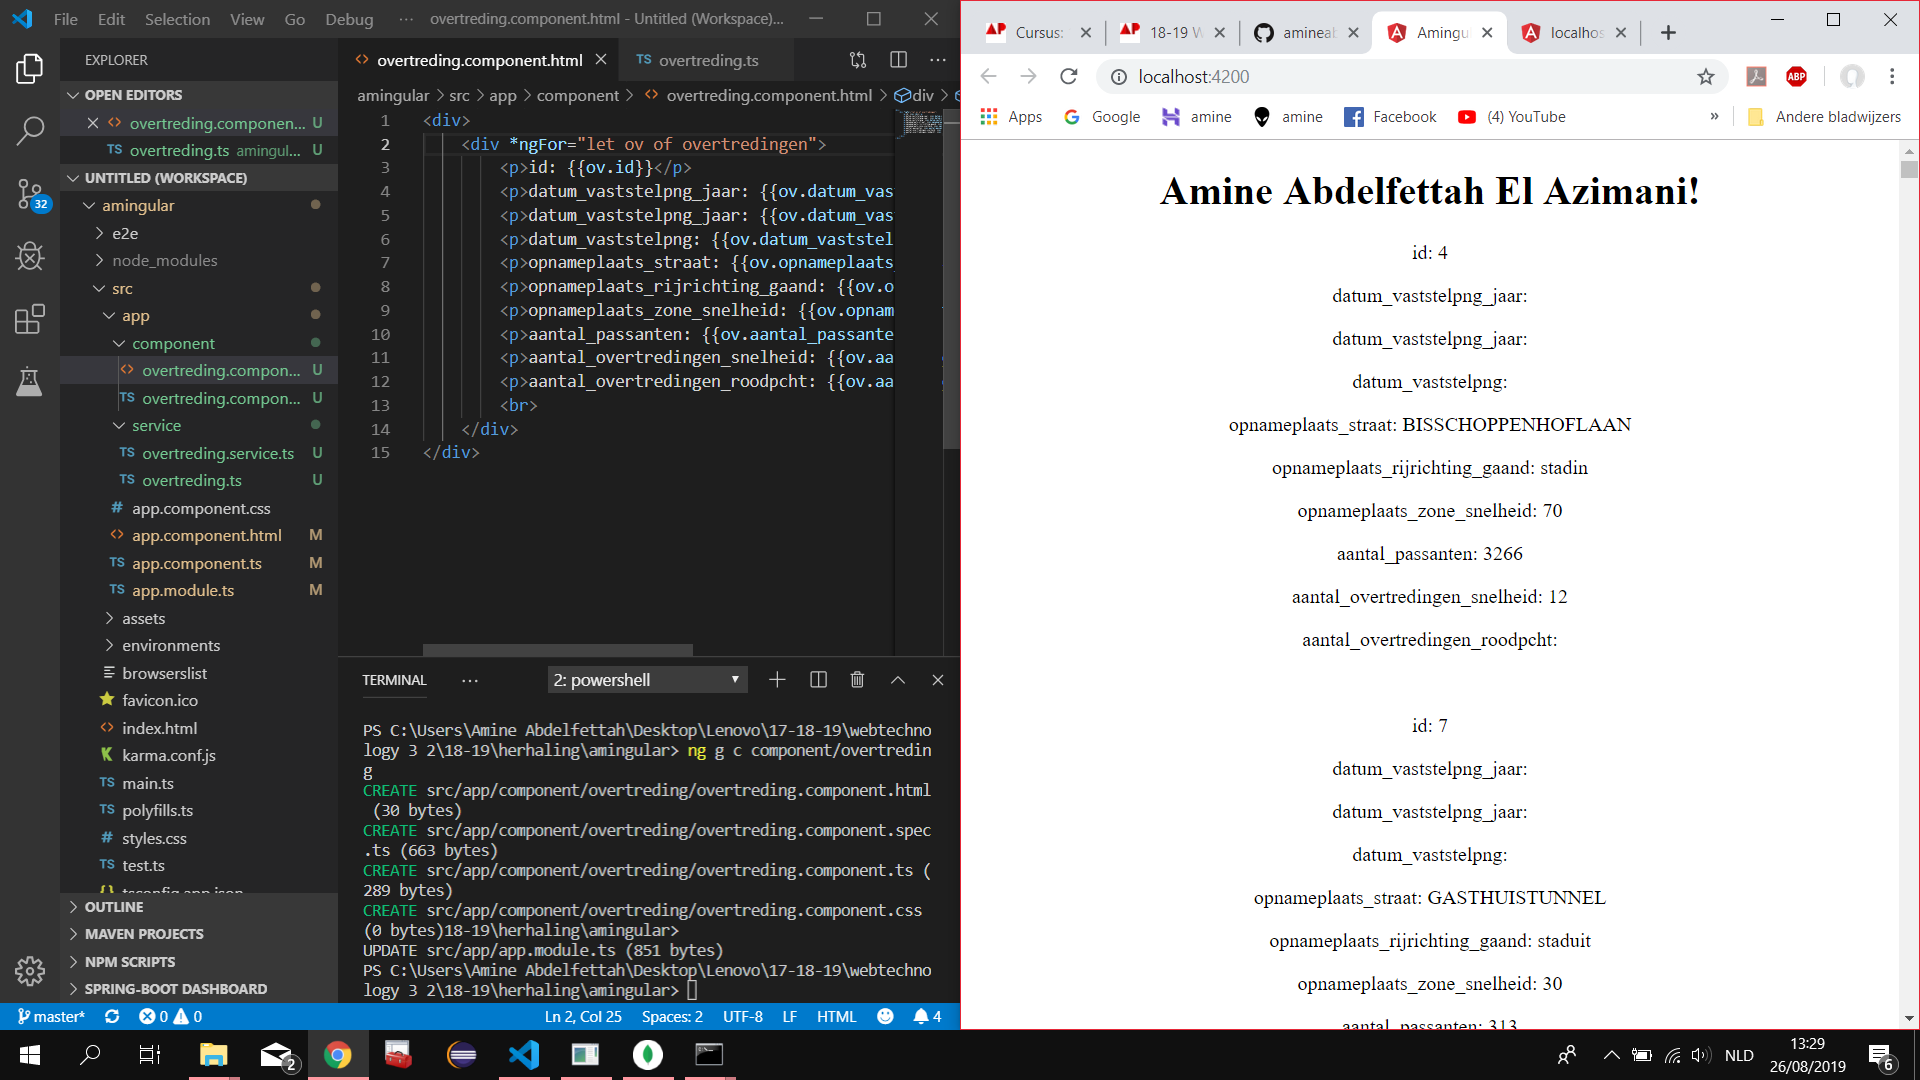 File Edit Selection View Go Debug ··· overtreding.component.html - Untitled (Workspace)...
EXPLORER
OPEN EDITORS
overtreding.componen... U
TS overtreding.ts amingul... U
UNTITLED (WORKSPACE)
amingular
e2e
node_modules
src
app
component
overtreding.compon... U
TS overtreding.compon... U
service
TS overtreding.service.ts U
TS overtreding.ts U
# app.component.css
app.component.html M
TS app.component.ts M
TS app.module.ts M
assets
environments
browserslist
favicon.ico
index.html
karma.conf.js
TS main.ts
TS polyfills.ts
# styles.css
TS test.ts
tsconfig.app.json
OUTLINE
MAVEN PROJECTS
NPM SCRIPTS
SPRING-BOOT DASHBOARD
32
overtreding.component.html
TS overtreding.ts
amingular > src > app > component > overtreding.component.html > div >
1 <div>
2 <div *ngFor="let ov of overtredingen">
3 <p>id: {{ov.id}}</p>
4 <p>datum_vaststelpng_jaar: {{ov.datum_vas
5 <p>datum_vaststelpng_jaar: {{ov.datum_vas
6 <p>datum_vaststelpng: {{ov.datum_vaststel
7 <p>opnameplaats_straat: {{ov.opnameplaats_
8 <p>opnameplaats_rijrichting_gaand: {{ov.o
9 <p>opnameplaats_zone_snelheid: {{ov.opnam
10 <p>aantal_passanten: {{ov.aantal_passante
11 <p>aantal_overtredingen_snelheid: {{ov.aa
12 <p>aantal_overtredingen_roodpcht: {{ov.aa
13 <br>
14 </div>
15 </div>
TERMINAL ··· 2: powershell
PS C:\Users\Amine Abdelfettah\Desktop\Lenovo\17-18-19\webtechno
logy 3 2\18-19\herhaling\amingular> ng g c component/overtredin
g
CREATE src/app/component/overtreding/overtreding.component.html
(30 bytes)
CREATE src/app/component/overtreding/overtreding.component.spec
.ts (663 bytes)
CREATE src/app/component/overtreding/overtreding.component.ts (
289 bytes)
CREATE src/app/component/overtreding/overtreding.component.css
(0 bytes)18-19\herhaling\amingular>
UPDATE src/app/app.module.ts (851 bytes)
PS C:\Users\Amine Abdelfettah\Desktop\Lenovo\17-18-19\webtechno
logy 3 2\18-19\herhaling\amingular>
master* 0 0 Ln 2, Col 25 Spaces: 2 UTF-8 LF HTML 4
Cursus: 18-19 W amineab Amingu localhos
localhost:4200
ABP
Apps Google amine amine Facebook (4) YouTube » Andere bladwijzers
Amine Abdelfettah El Azimani!
id: 4
datum_vaststelpng_jaar:
datum_vaststelpng_jaar:
datum_vaststelpng:
opnameplaats_straat: BISSCHOPPENHOFLAAN
opnameplaats_rijrichting_gaand: stadin
opnameplaats_zone_snelheid: 70
aantal_passanten: 3266
aantal_overtredingen_snelheid: 12
aantal_overtredingen_roodpcht:
id: 7
datum_vaststelpng_jaar:
datum_vaststelpng_jaar:
datum_vaststelpng:
opnameplaats_straat: GASTHUISTUNNEL
opnameplaats_rijrichting_gaand: staduit
opnameplaats_zone_snelheid: 30
aantal_passanten: 313
2
NLD
13:29
26/08/2019
6